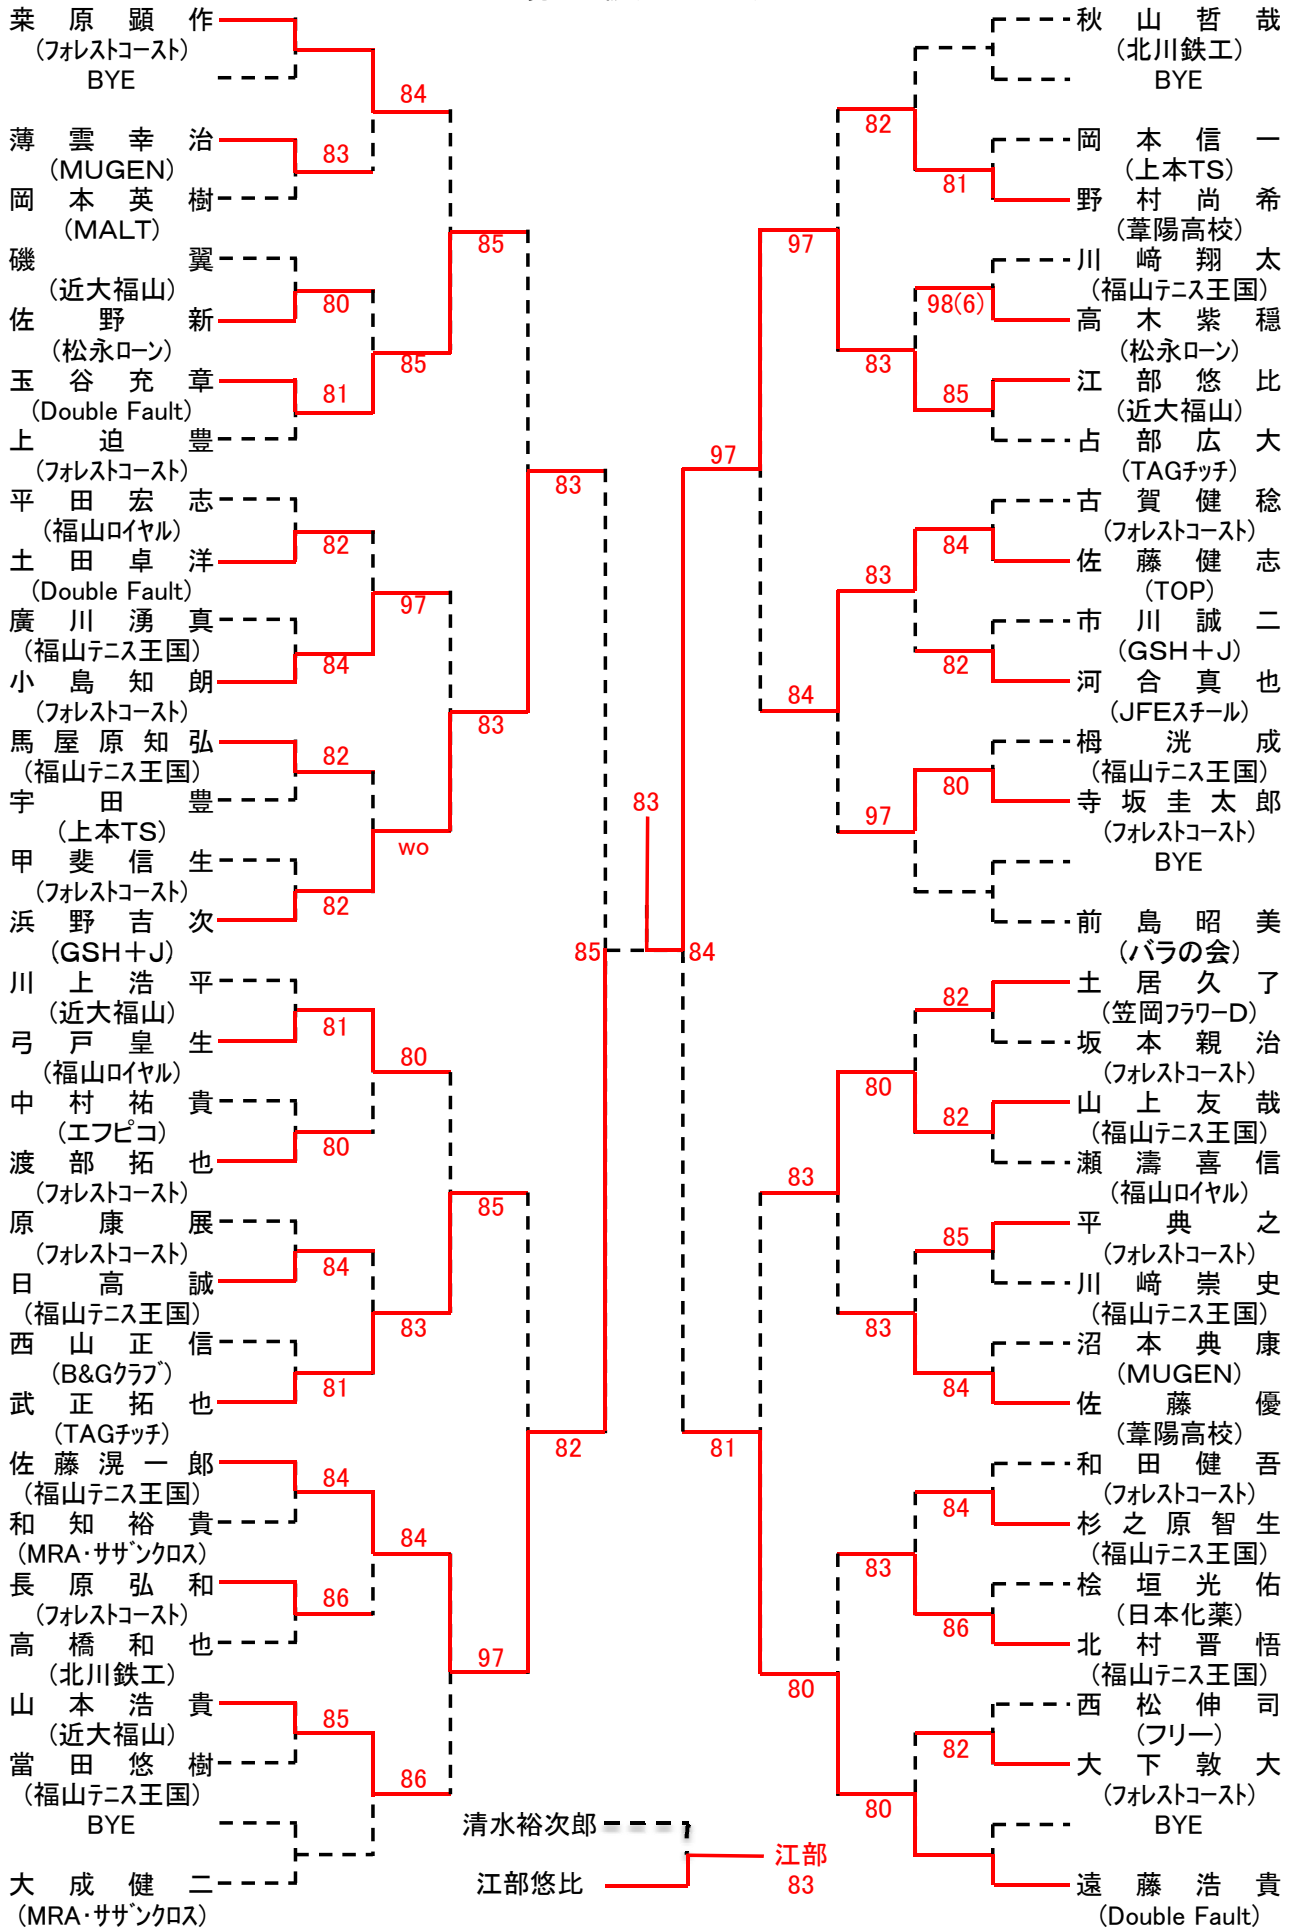 桒原顕作
(フォレストコースト)
BYE
84
薄雲幸治
83
(MUGEN)
岡本英樹
(MALT)
85
磯翼
(近大福山)
80
佐野新
(松永ローン)
85
玉谷充章
81
(Double Fault)
上迫豊
(フォレストコースト)
83
平田宏志
(福山ロイヤル)
82
土田卓洋
(Double Fault)
97
廣川湧真
(福山テニス王国)
84
小島知朗
(フォレストコースト)
83
馬屋原知弘
82
(福山テニス王国)
宇田豊
(上本TS)
wo
甲斐信生
(フォレストコースト)
82
浜野吉次
(GSH+J)
85
川上浩平
(近大福山)
81
弓戸皇生
80
(福山ロイヤル)
中村祐貴
(エフピコ)
80
渡部拓也
(フォレストコースト)
85
原康展
(フォレストコースト)
84
日高誠
(福山テニス王国)
83
西山正信
(B&Gクラブ)
81
武正拓也
(TAGチッチ)
82
佐藤滉一郎
84
(福山テニス王国)
和知裕貴
84
(MRA・サザンクロス)
長原弘和
86
(フォレストコースト)
高橋和也
(北川鉄工)
97
山本浩貴
85
(近大福山)
當田悠樹
86
(福山テニス王国)
BYE
大成健二
(MRA・サザンクロス)
83
清水裕次郎
江部悠比
江部
83
秋山哲哉
(北川鉄工)
BYE
82
岡本信一
(上本TS)
81
野村尚希
(葦陽高校)
97
川﨑翔太
(福山テニス王国)
98(6)
高木紫穏
(松永ローン)
83
江部悠比
85
(近大福山)
占部広大
(TAGチッチ)
97
古賀健稔
(フォレストコースト)
84
佐藤健志
83
(TOP)
市川誠二
(GSH+J)
82
河合真也
84
(JFEスチール)
栂洸成
(福山テニス王国)
80
寺坂圭太郎
97
(フォレストコースト)
BYE
前島昭美
(バラの会)
84
土居久了
82
(笠岡フラワーD)
坂本親治
(フォレストコースト)
80
山上友哉
82
(福山テニス王国)
瀬濤喜信
83
(福山ロイヤル)
平典之
85
(フォレストコースト)
川﨑崇史
(福山テニス王国)
83
沼本典康
(MUGEN)
84
佐藤優
(葦陽高校)
81
和田健吾
(フォレストコースト)
84
杉之原智生
(福山テニス王国)
83
桧垣光佑
(日本化薬)
86
北村晋悟
(福山テニス王国)
80
西松伸司
(フリー)
82
大下敦大
(フォレストコースト)
80
BYE
遠藤浩貴
(Double Fault)